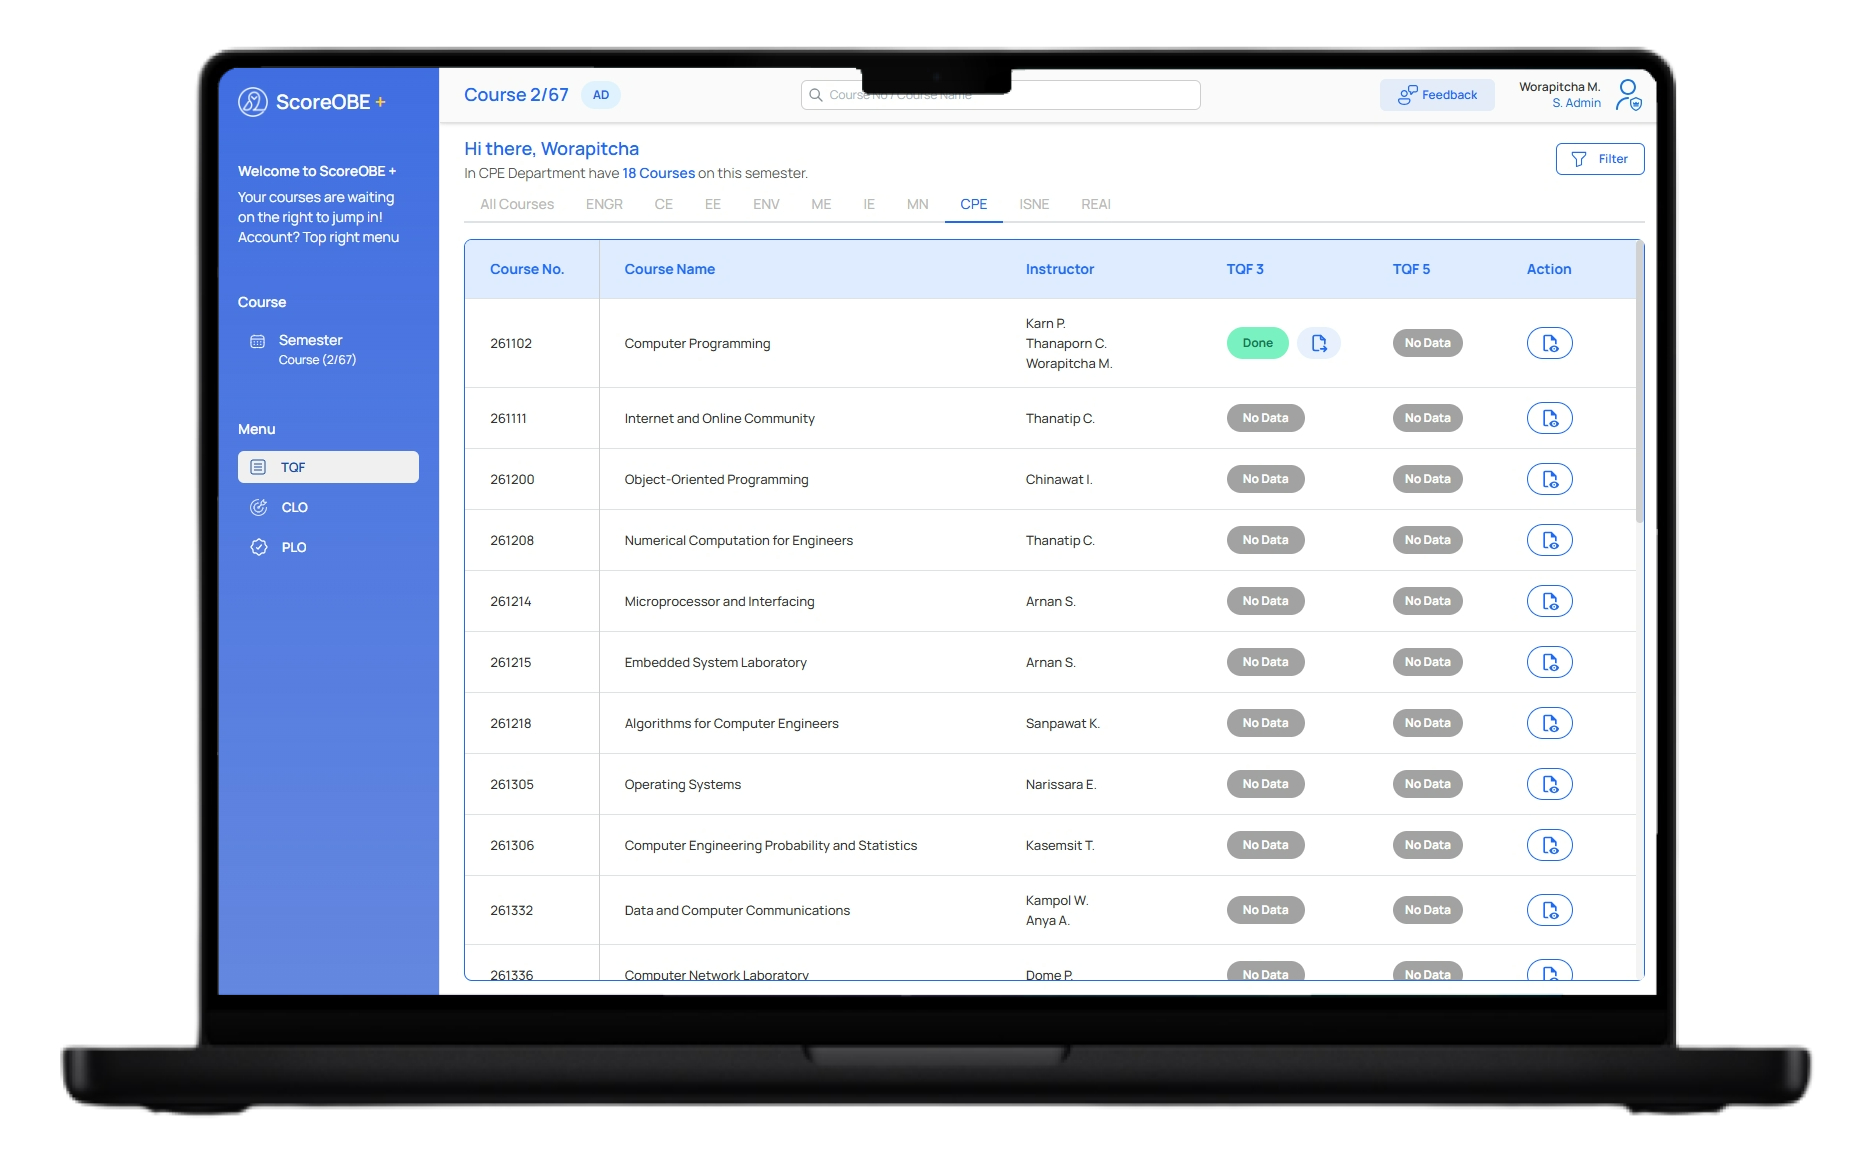 ScoreOBE +
Welcome to ScoreOBE +
Your courses are waiting
on the right to jump in!
Account? Top right menu
Course
Semester
Course (2/67)
Menu
TQF
CLO
PLO
Course 2/67 AD
Course No / Course Name
Feedback
Worapitcha M.
S. Admin
Hi there, Worapitcha
In CPE Department have 18 Courses on this semester.
Filter
All Courses ENGR CE EE ENV ME IE MN CPE ISNE REAI
Course No. Course Name Instructor TQF 3 TQF 5 Action
261102 Computer Programming Karn P. Done No Data
Thanaporn C.
Worapitcha M.
261111 Internet and Online Community Thanatip C. No Data No Data
261200 Object-Oriented Programming Chinawat I. No Data No Data
261208 Numerical Computation for Engineers Thanatip C. No Data No Data
261214 Microprocessor and Interfacing Arnan S. No Data No Data
261215 Embedded System Laboratory Arnan S. No Data No Data
261218 Algorithms for Computer Engineers Sanpawat K. No Data No Data
261305 Operating Systems Narissara E. No Data No Data
261306 Computer Engineering Probability and Statistics Kasemsit T. No Data No Data
261332 Data and Computer Communications Kampol W. No Data No Data
Anya A.
261336 Computer Network Laboratory Dome P. No Data No Data